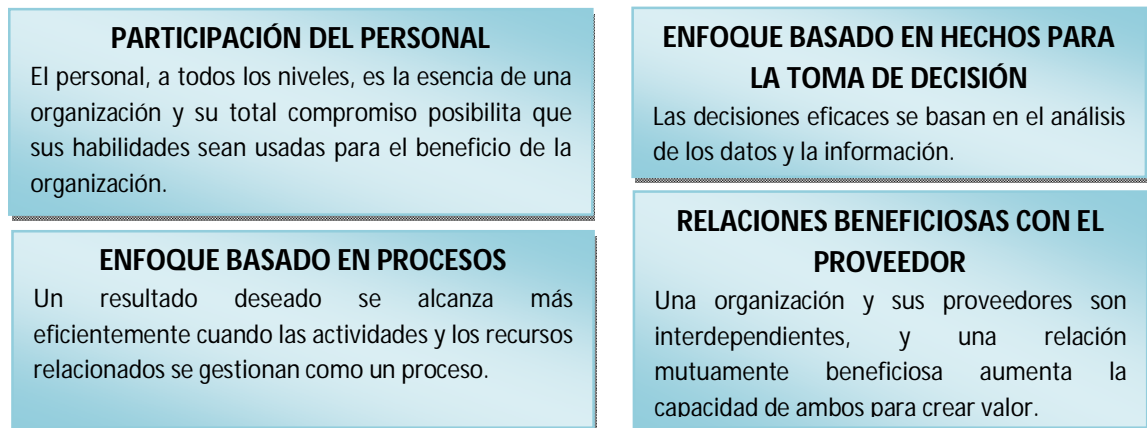 PARTICIPACIÓN DEL PERSONAL
El personal, a todos los niveles, es la esencia de una
organización y su total compromiso posibilita que
sus habilidades sean usadas para el beneficio de la
organización.
ENFOQUE BASADO EN PROCESOS
Un resultado deseado se alcanza más
eficientemente cuando las actividades y los recursos
relacionados se gestionan como un proceso.
ENFOQUE BASADO EN HECHOS PARA
LA TOMA DE DECISIÓN
Las decisiones eficaces se basan en el análisis
de los datos y la información.
RELACIONES BENEFICIOSAS CON EL
PROVEEDOR
Una organización y sus proveedores son
interdependientes, y una relación
mutuamente beneficiosa aumenta la
capacidad de ambos para crear valor.